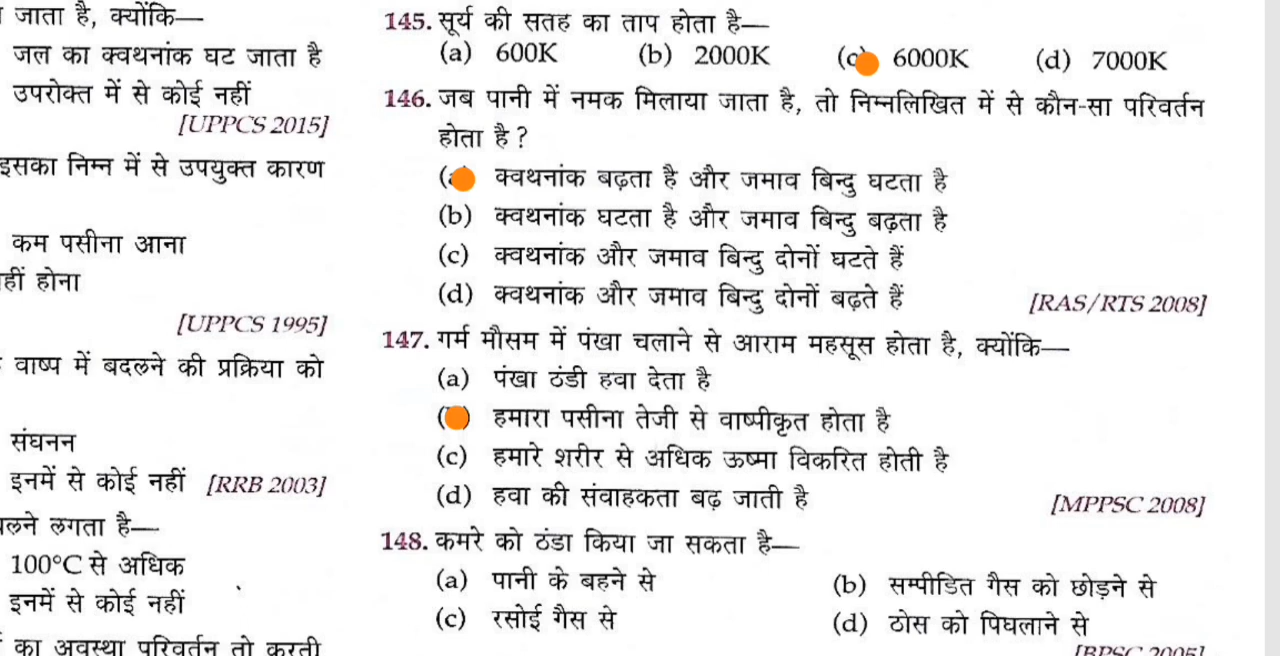 जाता है, क्योंकि—
जल का क्वथनांक घट जाता है
उपरोक्त में से कोई नहीं
[UPPCS 2015]
इसका निम्न में से उपयुक्त कारण
कम पसीना आना
हीं होना
[UPPCS 1995]
वाष्प में बदलने की प्रक्रिया को
संघनन
इनमें से कोई नहीं [RRB 2003]
लने लगता है—
100°C से अधिक
इनमें से कोई नहीं
का अवस्था परिवर्तन तो करती
145. सूर्य की सतह का ताप होता है—
(a) 600K (b) 2000K (c) 6000K (d) 7000K
146. जब पानी में नमक मिलाया जाता है, तो निम्नलिखित में से कौन-सा परिवर्तन
होता है ?
(a) क्वथनांक बढ़ता है और जमाव बिन्दु घटता है
(b) क्वथनांक घटता है और जमाव बिन्दु बढ़ता है
(c) क्वथनांक और जमाव बिन्दु दोनों घटते हैं
(d) क्वथनांक और जमाव बिन्दु दोनों बढ़ते हैं [RAS/RTS 2008]
147. गर्म मौसम में पंखा चलाने से आराम महसूस होता है, क्योंकि—
(a) पंखा ठंडी हवा देता है
( ) हमारा पसीना तेजी से वाष्पीकृत होता है
(c) हमारे शरीर से अधिक ऊष्मा विकरित होती है
(d) हवा की संवाहकता बढ़ जाती है [MPPSC 2008]
148. कमरे को ठंडा किया जा सकता है—
(a) पानी के बहने से (b) सम्पीडित गैस को छोड़ने से
(c) रसोई गैस से (d) ठोस को पिघलाने से
[BPSC 2005]